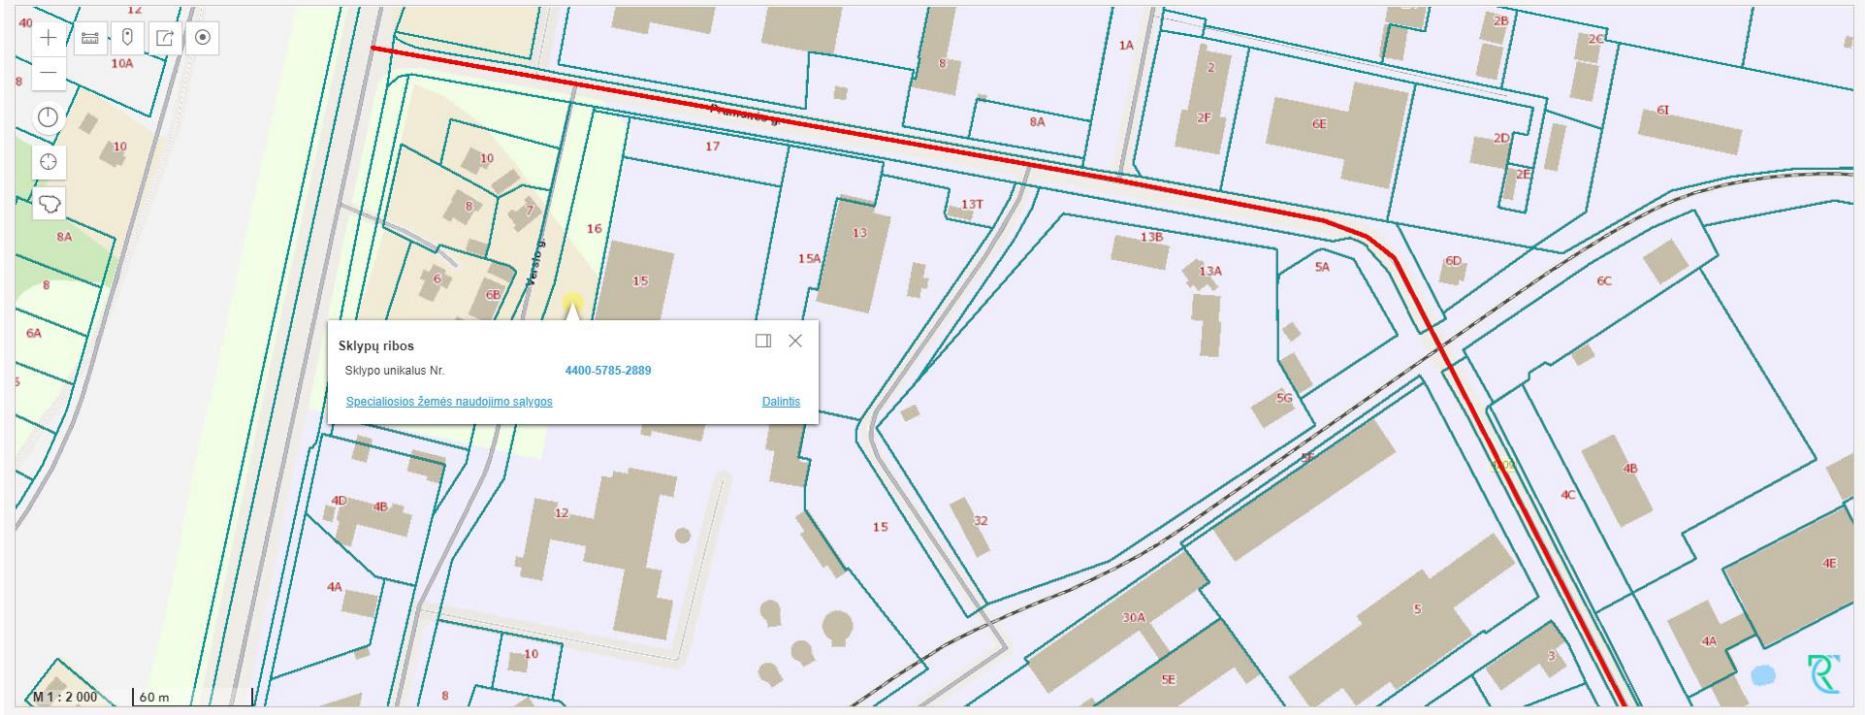 40
12
10A
8
10
8A
8
6A
10
8
7
6
6B
Verslo g.
16
15
17
8
8A
1A
2
2F
6E
2B
2C
2D
2E
6I
13
15A
13T
13B
13A
5A
6D
6C
Sklypų ribos
Sklypo unikalus Nr. 4400-5785-2889
Specialiosios žemės naudojimo sąlygos Dalintis
5G
5F
4B
4C
4D
4B
12
15
32
4E
4A
30A
5
4A
10
8
5E
3
M 1 : 2 000
60 m